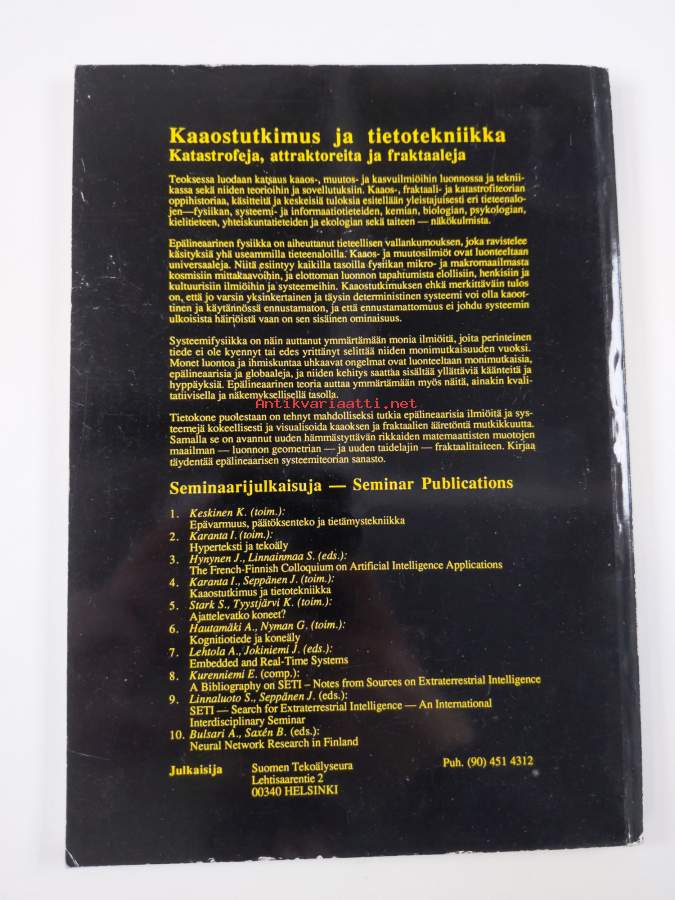 Kaaostutkimus ja tietotekniikka
Katastrofeja, attraktoreita ja fraktaaleja
Teoksessa luodaan katsaus kaaos-, muutos- ja kasvuilmiöihin luonnossa ja teknii-
kassa sekä niiden teorioihin ja sovellutuksiin. Kaaos-, fraktaali- ja katastrofiteorian
oppihistoriaa, käsitteitä ja keskeisiä tuloksia esitellään yleistajuisesti eri tieteenalo-
jen—fysiikan, systeemi- ja informaatiotieteiden, kemian, biologian, psykologian,
kielitieteen, yhteiskuntatieteiden ja ekologian sekä taiteen — näkökulmista.
Epälineaarinen fysiikka on aiheuttanut tieteellisen vallankumouksen, joka ravistelee
käsityksiä yhä useammilla tieteenaloilla. Kaaos- ja muutosilmiöt ovat luonteeltaan
universaaleja. Niitä esiintyy kaikilla tasoilla fysiikan mikro- ja makromaailmasta
kosmisiin mittakaavoihin, ja elottoman luonnon tapahtumista elollisiin, henkisiin ja
kultuurisiin ilmiöihin ja systeemeihin. Kaaostutkimuksen ehkä merkittäväin tulos
on, että jo varsin yksinkertainen ja täysin deterministinen systeemi voi olla kaoot-
tinen ja käytännössä ennustamaton, ja että ennustamattomuus ei johdu systeemin
ulkoisista häiriöistä vaan on sen sisäinen ominaisuus.
Systeemifysiikka on näin auttanut ymmärtämään monia ilmiöitä, joita perinteinen
tiede ei ole kyennyt tai edes yrittänyt selittää niiden monimutkaisuuden vuoksi.
Monet luontoa ja ihmiskuntaa uhkaavat ongelmat ovat luonteeltaan monimutkaisia,
epälineaarisia ja globaaleja, ja niiden kehitys saattaa sisältää yllättäviä käänteitä ja
hyppäyksiä. Epälineaarinen teoria auttaa ymmärtämään myös näitä, ainakin kvali-
tatiivisella ja näkemyksellisellä tasolla.
Antikvariaatti.net
Tietokone puolestaan on tehnyt mahdolliseksi tutkia epälineaarisia ilmiöitä ja sys-
teemejä kokeellisesti ja visualisoida kaaoksen ja fraktaalien ääretöntä mutkikkuutta.
Samalla se on avannut uuden hämmästyttävän rikkaiden matemaattisten muotojen
maailman — luonnon geometrian — ja uuden taidelajin — fraktaalitaiteen. Kirjaa
täydentää epälineaarisen systeemiteorian sanasto.
Seminaarijulkaisuja — Seminar Publications
1. Keskinen K. (toim.):
Epävarmuus, päätöksenteko ja tietämystekniikka
2. Karanta I. (toim.):
Hyperteksti ja tekoäly
3. Hynynen J., Linnainmaa S. (eds.):
The French-Finnish Colloquium on Artificial Intelligence Applications
4. Karanta I., Seppänen J. (toim.):
Kaaostutkimus ja tietotekniikka
5. Stark S., Tyystjärvi K. (toim.):
Ajattelevatko koneet?
6. Hautamäki A., Nyman G. (toim.):
Kognitiotiede ja koneäly
7. Lehtola A., Jokiniemi J. (eds.):
Embedded and Real-Time Systems
8. Kurenniemi E. (comp.):
A Bibliography on SETI – Notes from Sources on Extraterrestrial Intelligence
9. Linnaluoto S., Seppänen J. (eds.):
SETI — Search for Extraterrestrial Intelligence — An International
Interdisciplinary Seminar
10. Bulsari A., Saxén B. (eds.):
Neural Network Research in Finland
Julkaisija Suomen Tekoälyseura Puh. (90) 451 4312
Lehtisaarentie 2
00340 HELSINKI